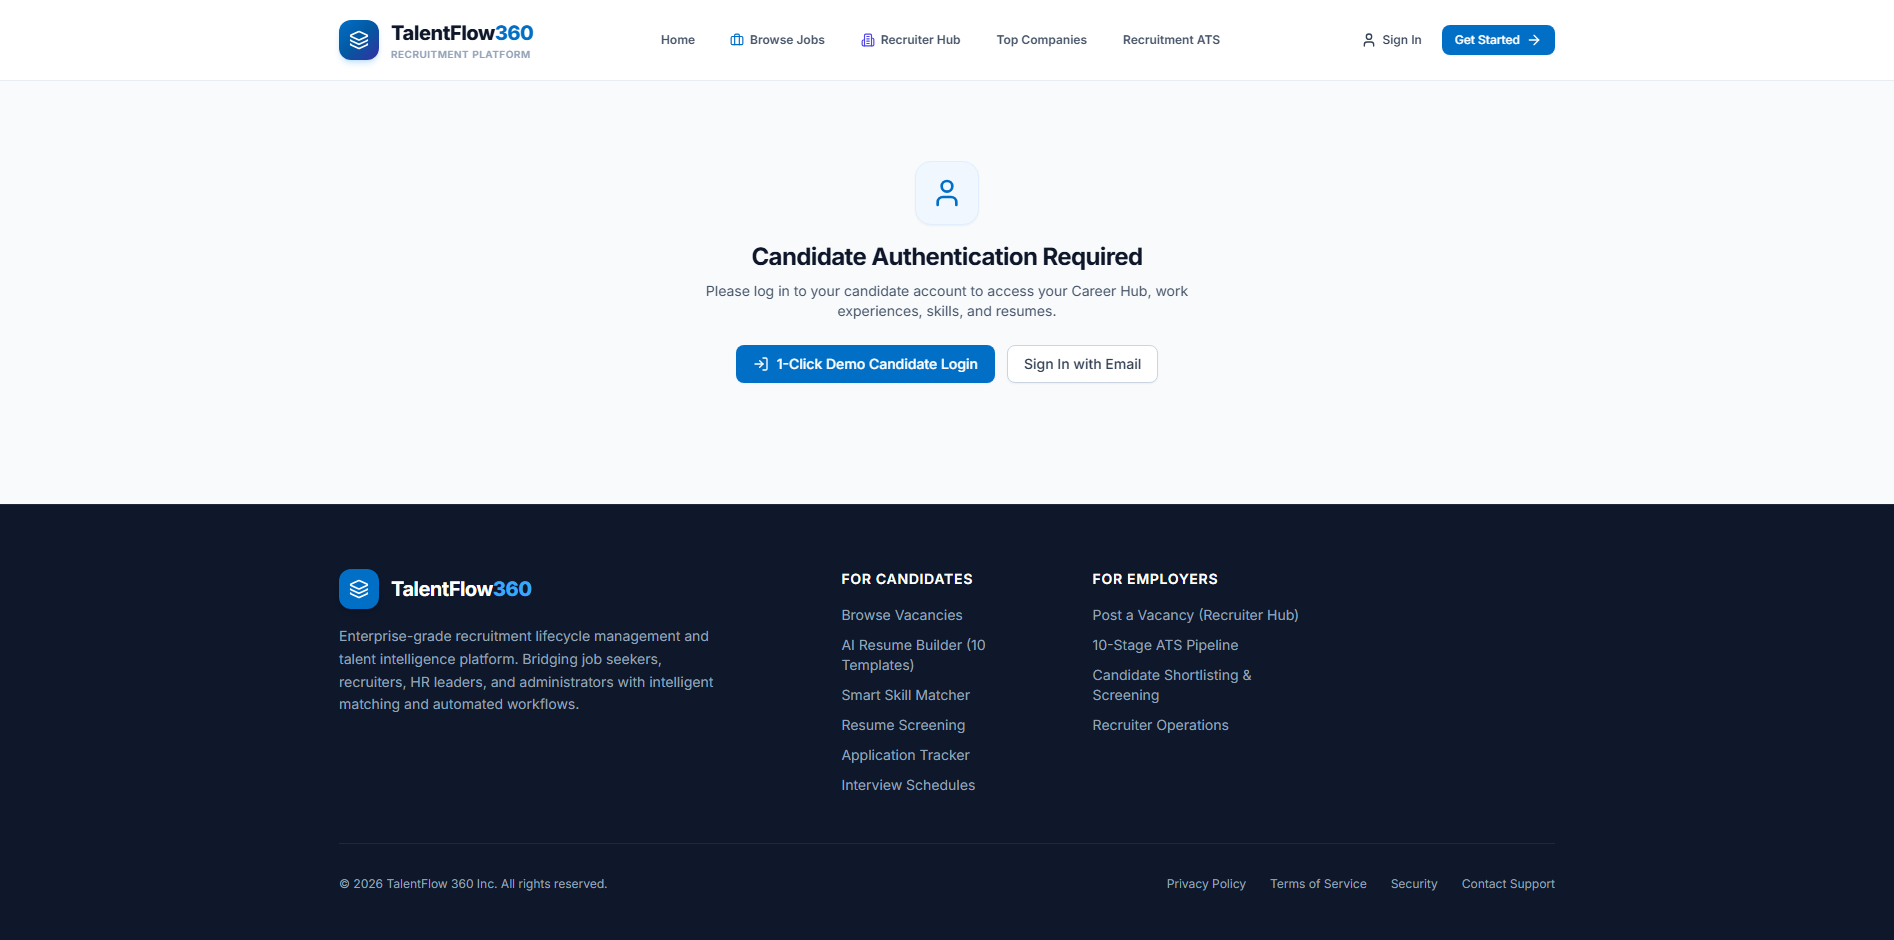 TalentFlow360
RECRUITMENT PLATFORM
Home
Browse Jobs
Recruiter Hub
Top Companies
Recruitment ATS
Sign In
Get Started
Candidate Authentication Required
Please log in to your candidate account to access your Career Hub, work
experiences, skills, and resumes.
1-Click Demo Candidate Login
Sign In with Email
TalentFlow360
Enterprise-grade recruitment lifecycle management and
talent intelligence platform. Bridging job seekers,
recruiters, HR leaders, and administrators with intelligent
matching and automated workflows.
FOR CANDIDATES
Browse Vacancies
AI Resume Builder (10
Templates)
Smart Skill Matcher
Resume Screening
Application Tracker
Interview Schedules
FOR EMPLOYERS
Post a Vacancy (Recruiter Hub)
10-Stage ATS Pipeline
Candidate Shortlisting &
Screening
Recruiter Operations
© 2026 TalentFlow 360 Inc. All rights reserved.
Privacy Policy
Terms of Service
Security
Contact Support